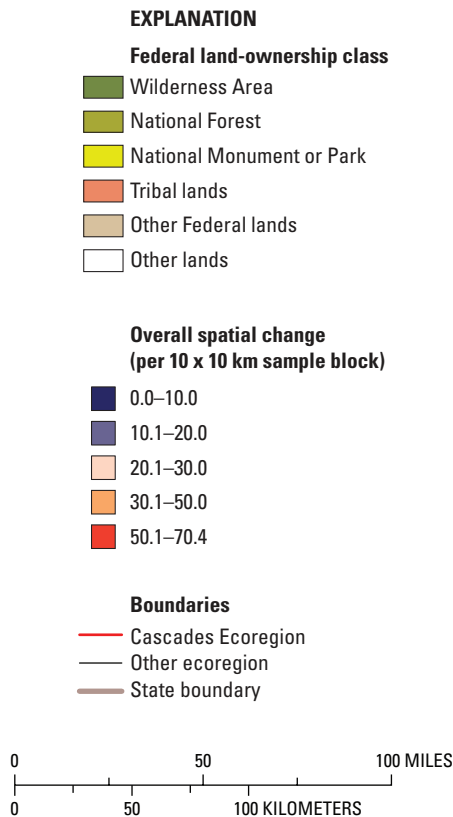 EXPLANATION
Federal land-ownership class
Wilderness Area
National Forest
National Monument or Park
Tribal lands
Other Federal lands
Other lands
Overall spatial change
(per 10 x 10 km sample block)
0.0–10.0
10.1–20.0
20.1–30.0
30.1–50.0
50.1–70.4
Boundaries
Cascades Ecoregion
Other ecoregion
State boundary
0 50 100 MILES
0 50 100 KILOMETERS